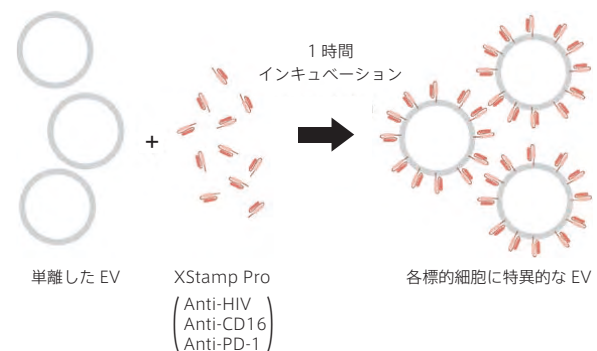 1 時間
インキュベーション
+
単離した EV
XStamp Pro
各標的細胞に特異的な EV
Anti-HIV
Anti-CD16
Anti-PD-1